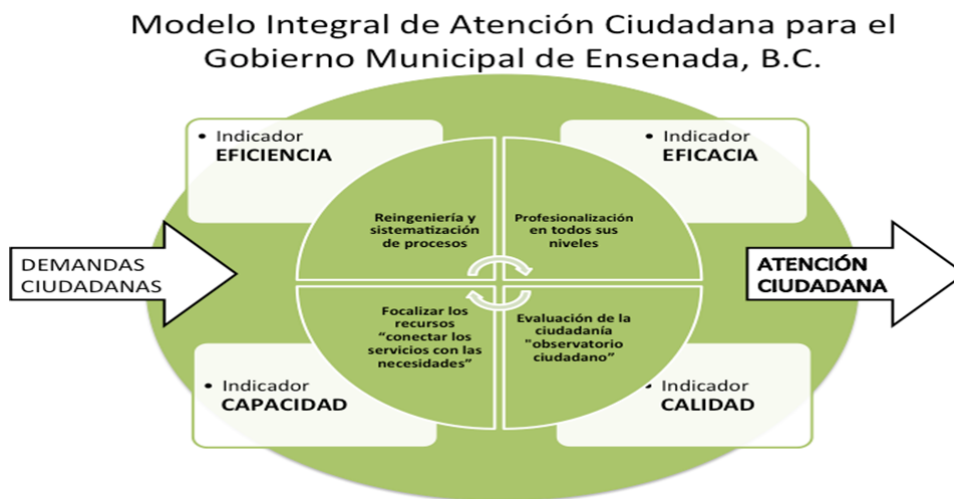 Modelo Integral de Atención Ciudadana para el
Gobierno Municipal de Ensenada, B.C.
• Indicador
EFICIENCIA
• Indicador
EFICACIA
Reingeniería y
sistematización
de procesos
Profesionalización
en todos sus
niveles
DEMANDAS
CIUDADANAS
ATENCIÓN
CIUDADANA
Focalizar los
recursos
“conectar los
servicios con las
necesidades”
Evaluación de la
ciudadanía
"observatorio
ciudadano”
• Indicador
CAPACIDAD
• Indicador
CALIDAD